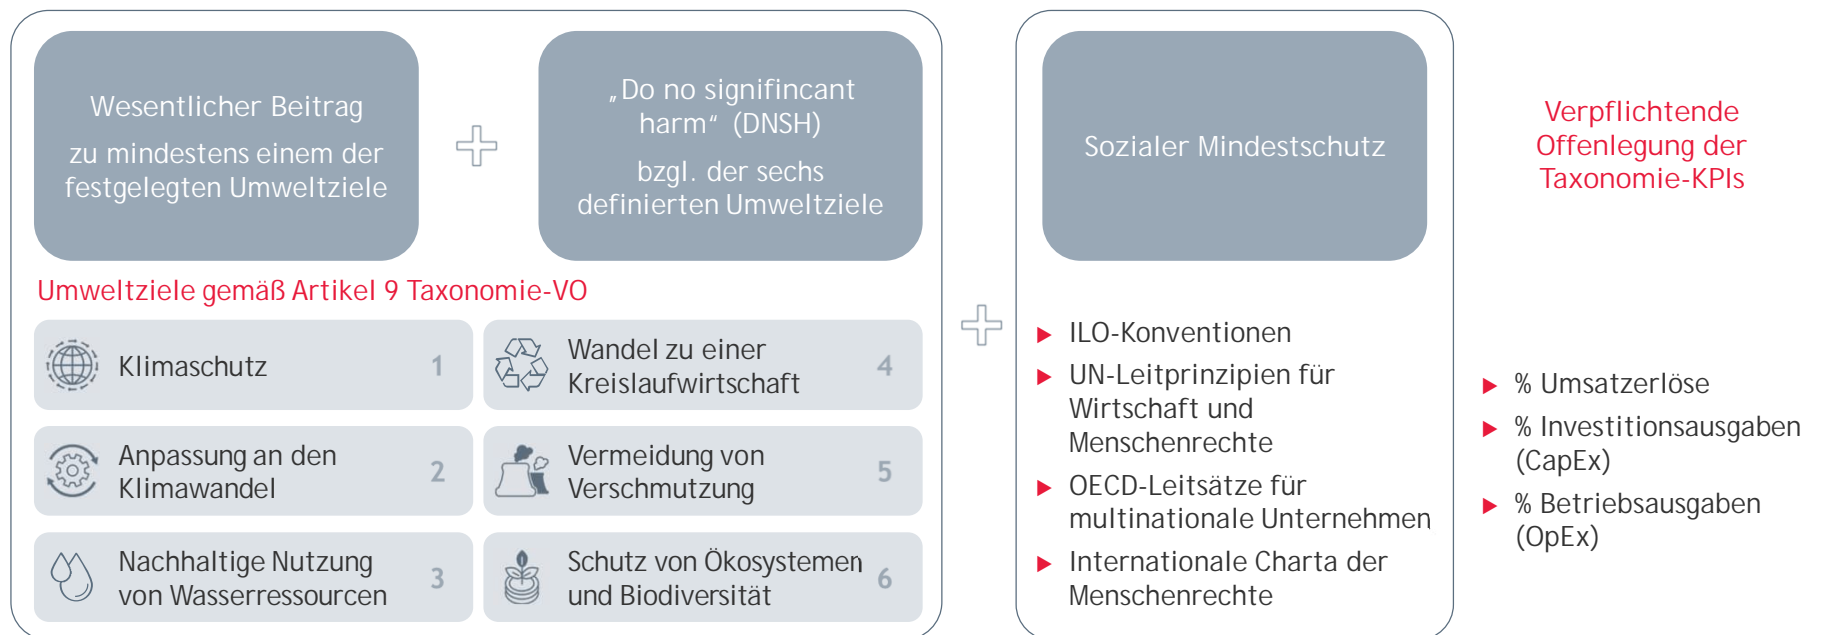 Wesentlicher Beitrag
zu mindestens einem der
festgelegten Umweltziele
„Do no signifincant
harm“ (DNSH)
bzgl. der sechs
definierten Umweltziele
Umweltziele gemäß Artikel 9 Taxonomie-VO
Klimaschutz 1
Anpassung an den
Klimawandel 2
Nachhaltige Nutzung
von Wasserressourcen 3
Wandel zu einer
Kreislaufwirtschaft 4
Vermeidung von
Verschmutzung 5
Schutz von Ökosystemen
und Biodiversität 6
Sozialer Mindestschutz
ILO-Konventionen
UN-Leitprinzipien für
Wirtschaft und
Menschenrechte
OECD-Leitsätze für
multinationale Unternehmen
Internationale Charta der
Menschenrechte
Verpflichtende
Offenlegung der
Taxonomie-KPIs
% Umsatzerlöse
% Investitionsausgaben
(CapEx)
% Betriebsausgaben
(OpEx)